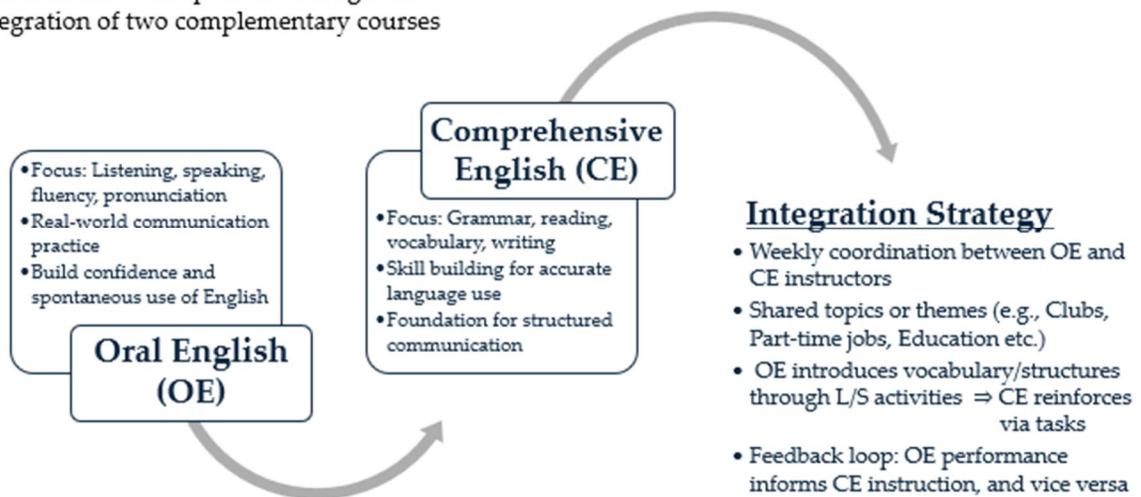 egration of two complementary courses
•Focus: Listening, speaking,
fluency, pronunciation
•Real-world communication
practice
•Build confidence and
spontaneous use of English
Oral English
(OE)
Comprehensive
English (CE)
•Focus: Grammar, reading,
vocabulary, writing
•Skill building for accurate
language use
•Foundation for structured
communication
Integration Strategy
• Weekly coordination between OE and
CE instructors
• Shared topics or themes (e.g., Clubs,
Part-time jobs, Education etc.)
• OE introduces vocabulary/structures
through L/S activities ⇒ CE reinforces
via tasks
• Feedback loop: OE performance
informs CE instruction, and vice versa